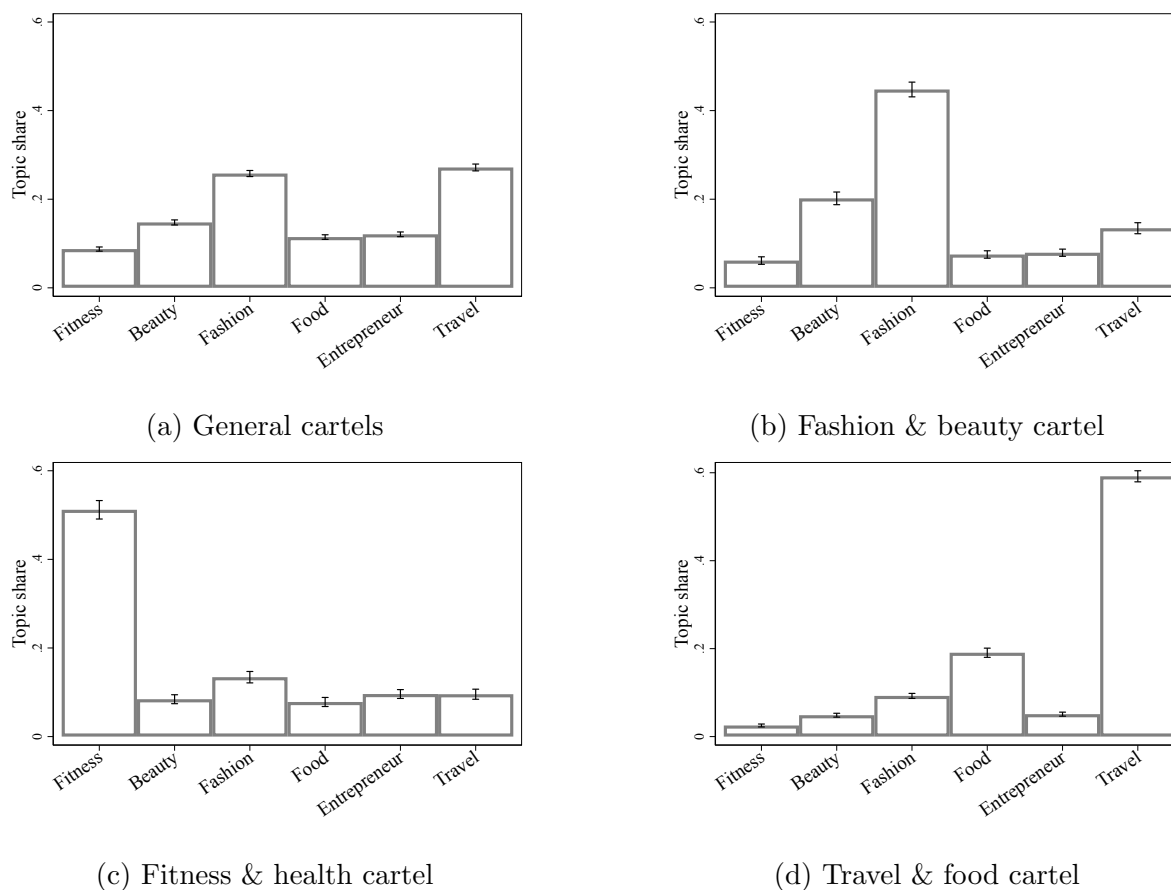 Topic share
0 .2 .4 .6
Fitness Beauty Fashion Food Entrepreneur Travel
(a) General cartels
Topic share
0 .2 .4 .6
Fitness Beauty Fashion Food Entrepreneur Travel
(b) Fashion & beauty cartel
Topic share
0 .2 .4 .6
Fitness Beauty Fashion Food Entrepreneur Travel
(c) Fitness & health cartel
Topic share
0 .2 .4 .6
Fitness Beauty Fashion Food Entrepreneur Travel
(d) Travel & food cartel